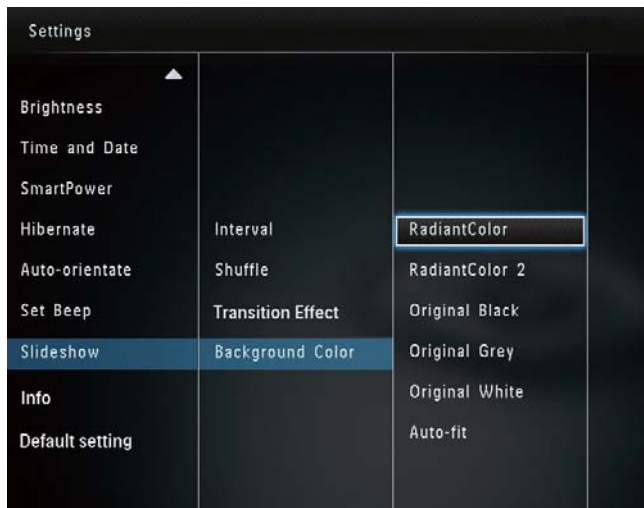 Settings
Brightness
Time and Date
SmartPower
Hibernate
Auto-orientate
Set Beep
Slideshow
Info
Default setting
Interval
Shuffle
Transition Effect
Background Color
RadiantColor
RadiantColor 2
Original Black
Original Grey
Original White
Auto-fit